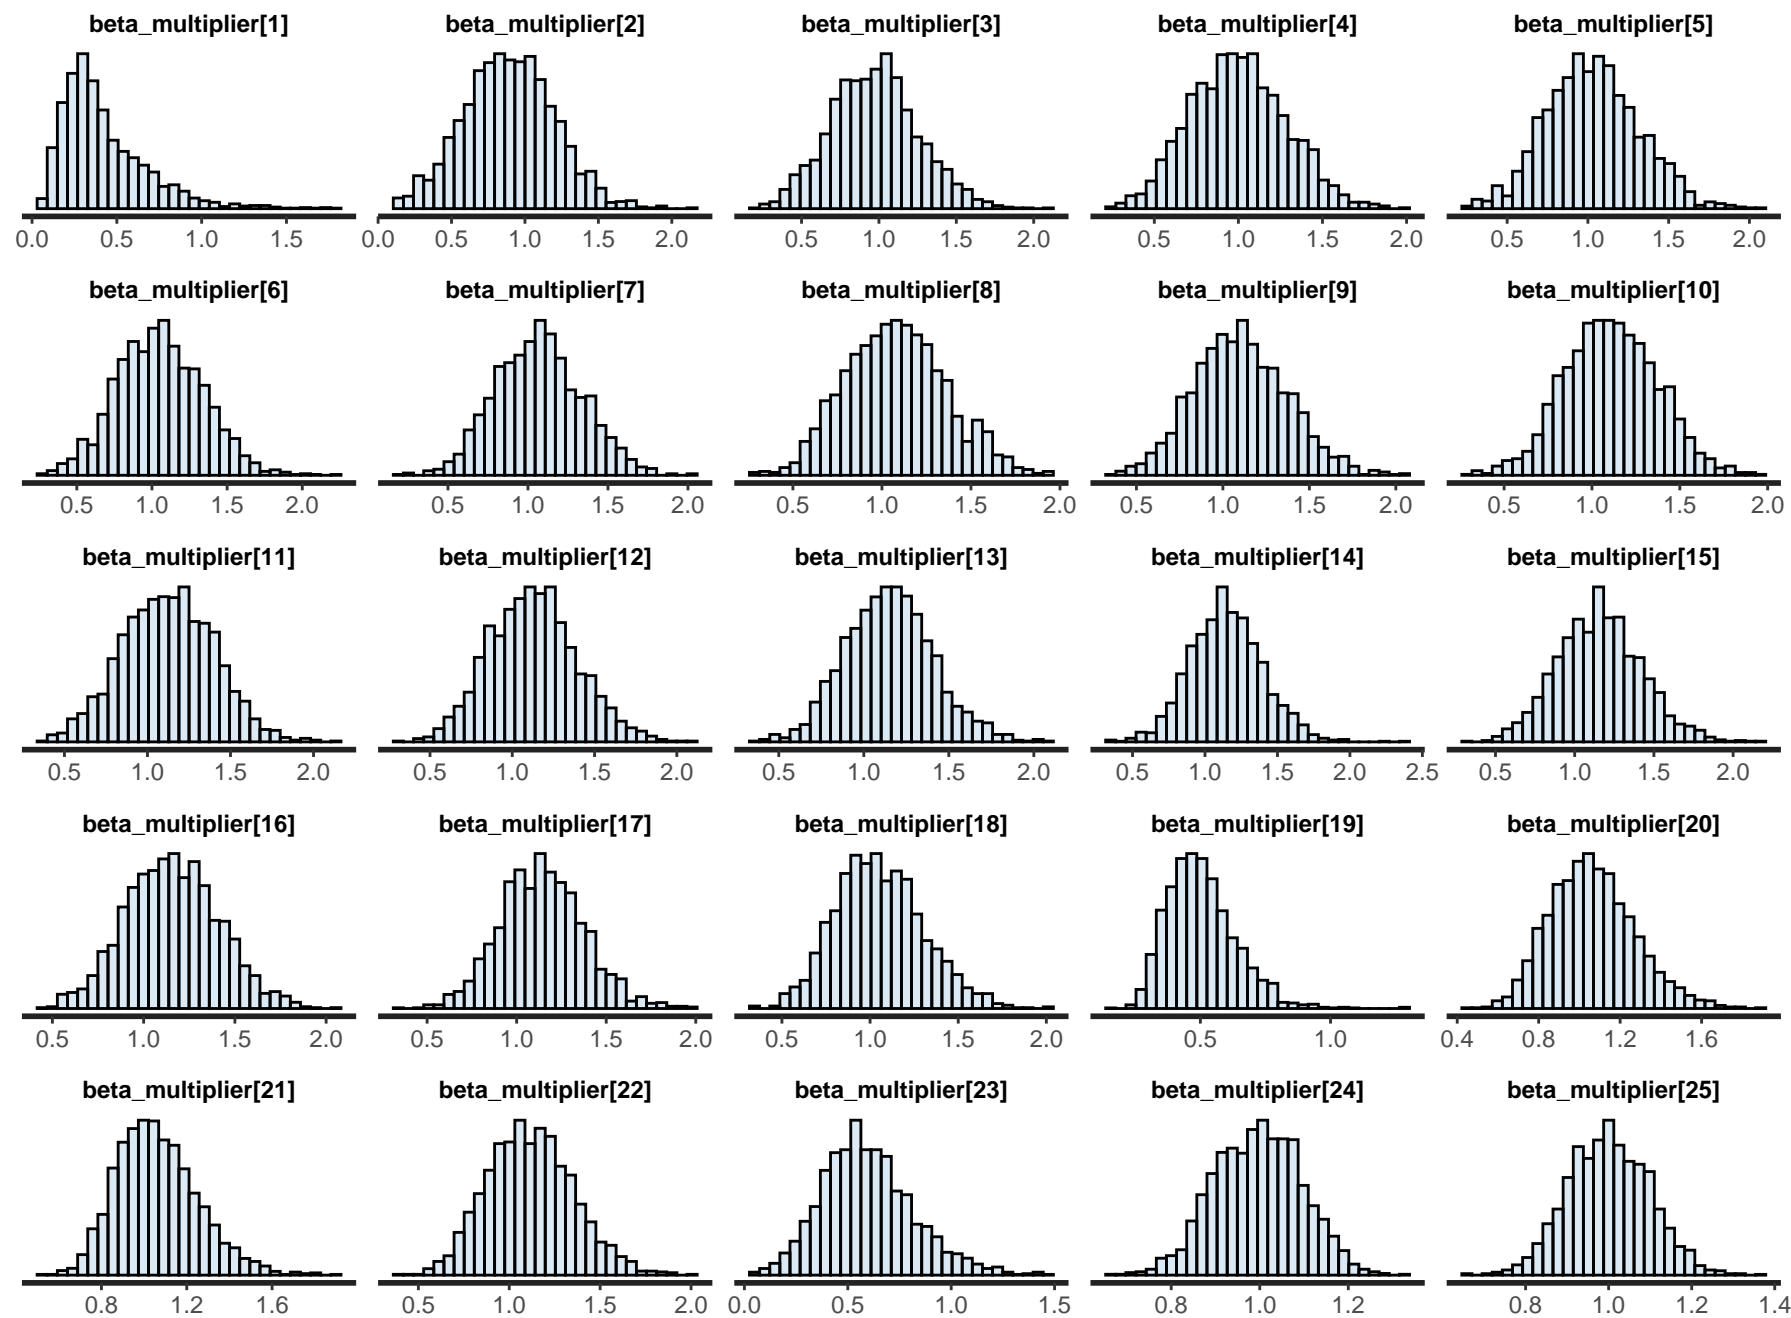 beta_multiplier[1] beta_multiplier[2] beta_multiplier[3] beta_multiplier[4] beta_multiplier[5]
0.0 0.5 1.0 1.5 0.0 0.5 1.0 1.5 2.0 0.5 1.0 1.5 2.0 0.5 1.0 1.5 2.0 0.5 1.0 1.5 2.0
beta_multiplier[6] beta_multiplier[7] beta_multiplier[8] beta_multiplier[9] beta_multiplier[10]
0.5 1.0 1.5 2.0 0.5 1.0 1.5 2.0 0.5 1.0 1.5 2.0 0.5 1.0 1.5 2.0 0.5 1.0 1.5 2.0
beta_multiplier[11] beta_multiplier[12] beta_multiplier[13] beta_multiplier[14] beta_multiplier[15]
0.5 1.0 1.5 2.0 0.5 1.0 1.5 2.0 0.5 1.0 1.5 2.0 0.5 1.0 1.5 2.0 2.5 0.5 1.0 1.5 2.0
beta_multiplier[16] beta_multiplier[17] beta_multiplier[18] beta_multiplier[19] beta_multiplier[20]
0.5 1.0 1.5 2.0 0.5 1.0 1.5 2.0 0.5 1.0 1.5 2.0 0.5 1.0 0.4 0.8 1.2 1.6
beta_multiplier[21] beta_multiplier[22] beta_multiplier[23] beta_multiplier[24] beta_multiplier[25]
0.8 1.2 1.6 0.5 1.0 1.5 2.0 0.0 0.5 1.0 1.5 0.8 1.0 1.2 0.8 1.0 1.2 1.4